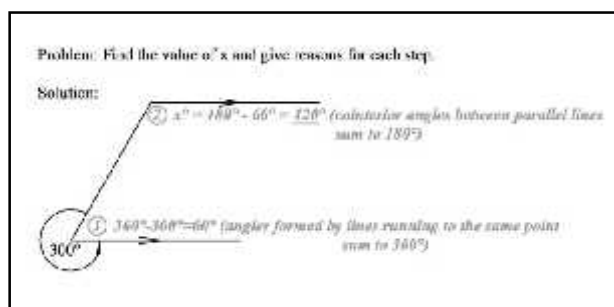 Problem: Find the value of x and give reasons for each step.
Solution:
② x° = 180° - 60° = 120° (cointerior angles between parallel lines
sum to 180°)
① 360°-300°=60° (angles formed by lines running to the same point
sum to 360°)
300°